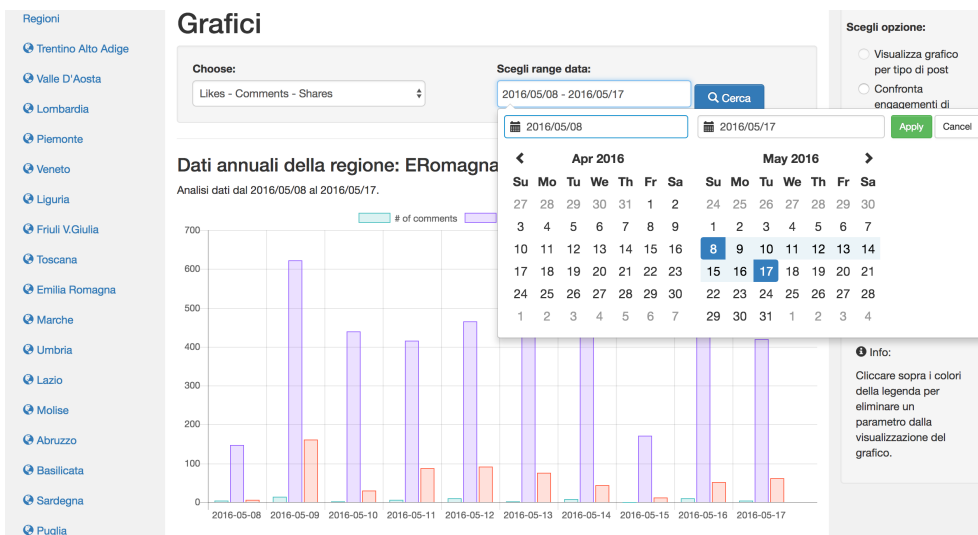 Regioni
Trentino Alto Adige
Valle D'Aosta
Lombardia
Piemonte
Veneto
Liguria
Friuli V.Giulia
Toscana
Emilia Romagna
Marche
Umbria
Lazio
Molise
Abruzzo
Basilicata
Sardegna
Puglia
Grafici
Choose:
Likes - Comments - Shares
Scegli range data:
2016/05/08 - 2016/05/17
Cerca
2016/05/08
2016/05/17
Apply
Cancel
Apr 2016
Su Mo Tu We Th Fr Sa
27 28 29 30 31 1 2
3 4 5 6 7 8 9
10 11 12 13 14 15 16
17 18 19 20 21 22 23
24 25 26 27 28 29 30
1 2 3 4 5 6 7
May 2016
Su Mo Tu We Th Fr Sa
24 25 26 27 28 29 30
1 2 3 4 5 6 7
8 9 10 11 12 13 14
15 16 17 18 19 20 21
22 23 24 25 26 27 28
29 30 31 1 2 3 4
Dati annuali della regione: ERomagna
Analisi dati dal 2016/05/08 al 2016/05/17.
# of comments
700
600
500
400
300
200
100
0
2016-05-08 2016-05-09 2016-05-10 2016-05-11 2016-05-12 2016-05-13 2016-05-14 2016-05-15 2016-05-16 2016-05-17
Scegli opzione:
Visualizza grafico
per tipo di post
Confronta
engagementi di
Info:
Cliccare sopra i colori
della legenda per
eliminare un
parametro dalla
visualizzazione del
grafico.